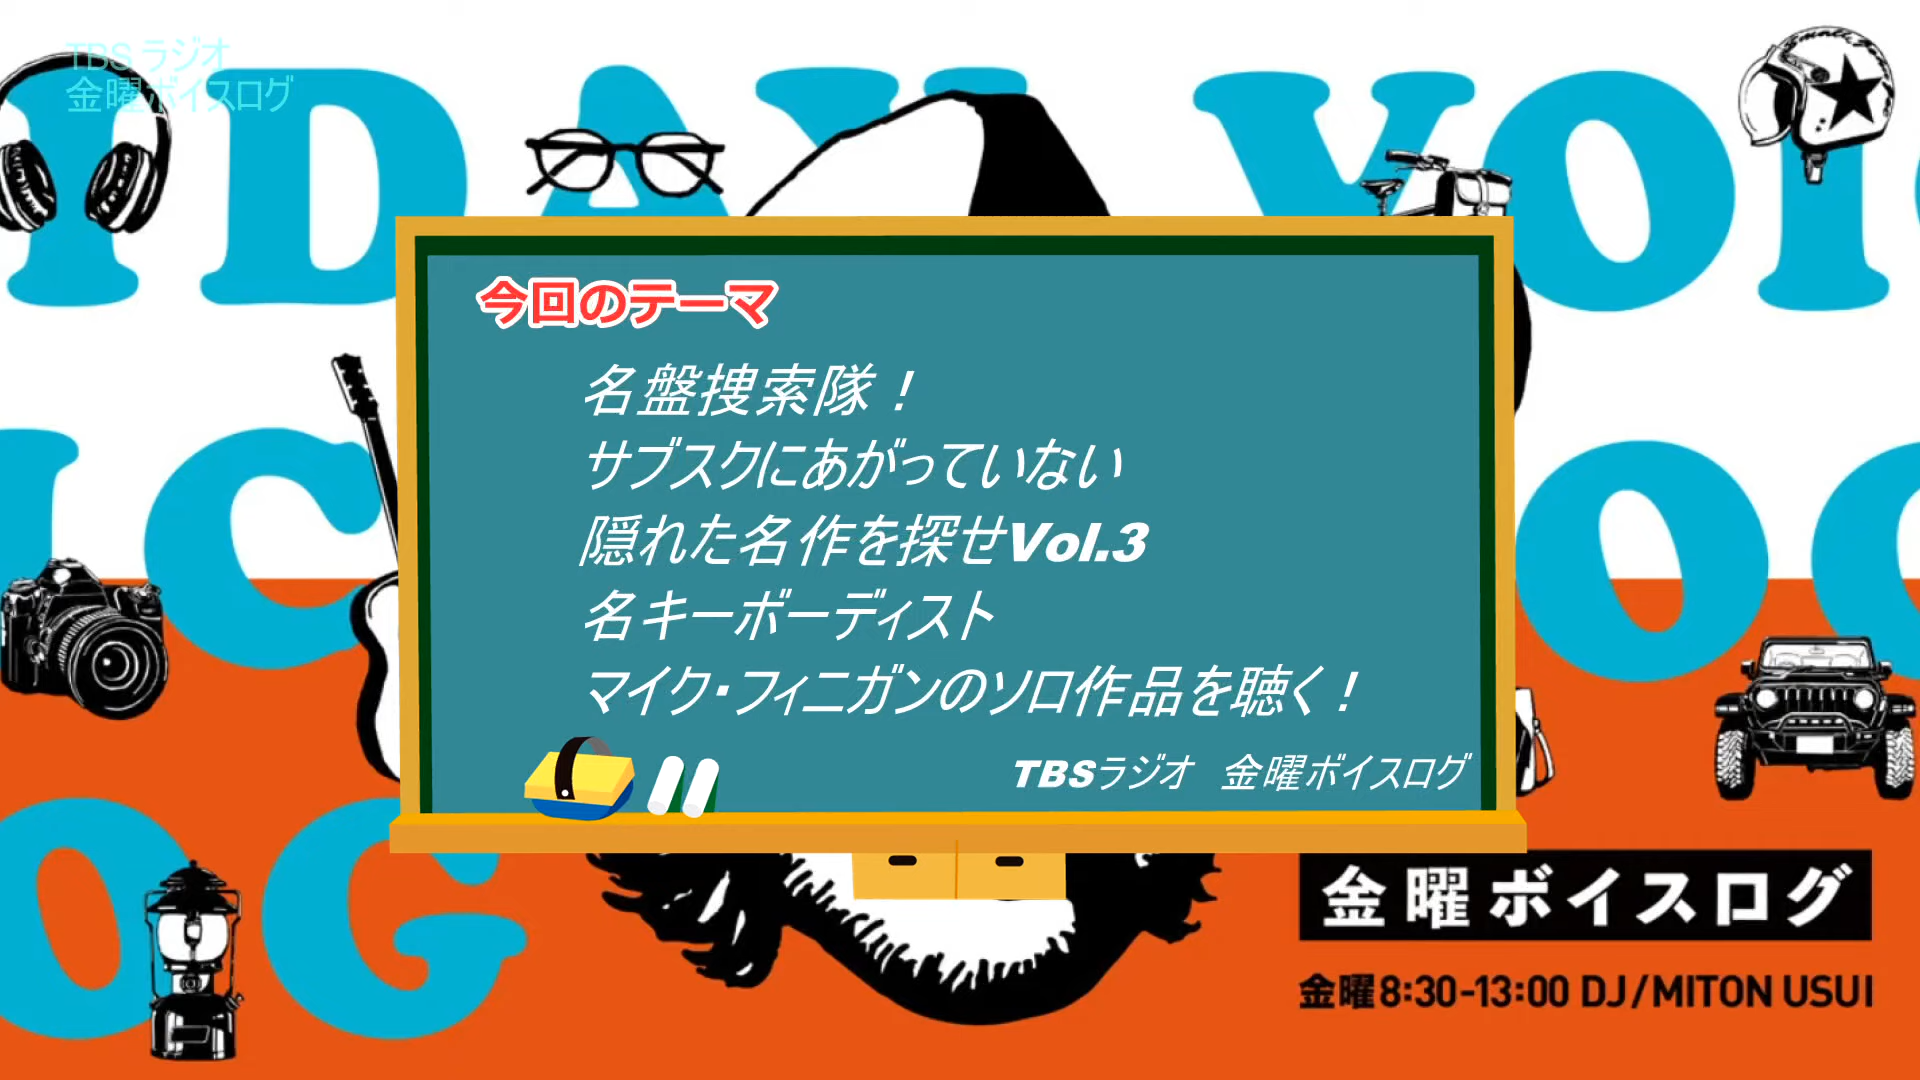 TBSラジオ
金曜ボイスログ
IDAY VOIC
Small
今回のテーマ
名盤捜索隊！
サブスクにあがっていない
隠れた名作を探せVol.3
名キーボーディスト
マイク・フィニガンのソロ作品を聴く！
TBSラジオ 金曜ボイスログ
OG
金曜ボイスログ
金曜8:30-13:00 DJ/MITON USUI